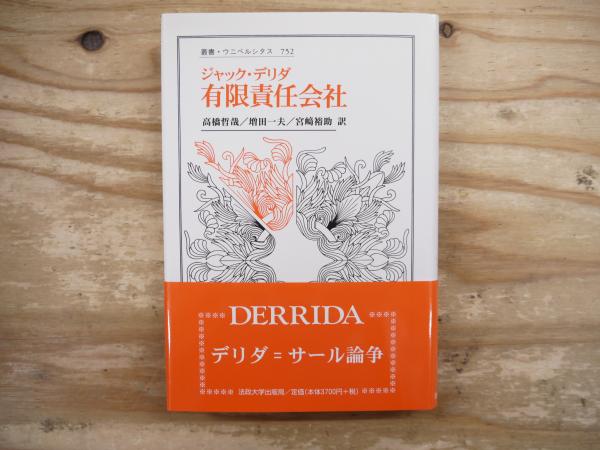 叢書・ウニベルシタス 752
ジャック・デリダ
有限責任会社
高橋哲哉／増田一夫／宮﨑裕助 訳
DERRIDA
デリダ=サール論争
法政大学出版局／定価(本体3700円+税)